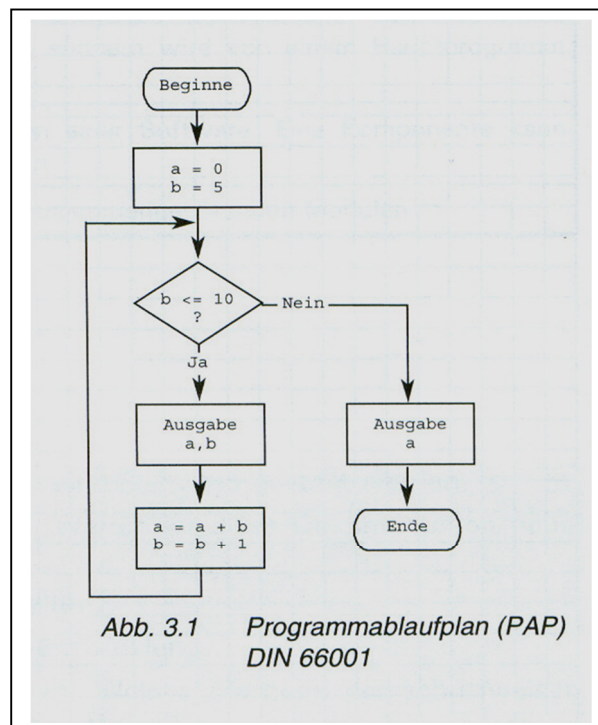 Beginne
a = 0
b = 5
b <= 10
?
Nein
Ja
Ausgabe
a,b
Ausgabe
a
a = a + b
b = b + 1
Ende
Abb. 3.1 Programmablaufplan (PAP)
DIN 66001